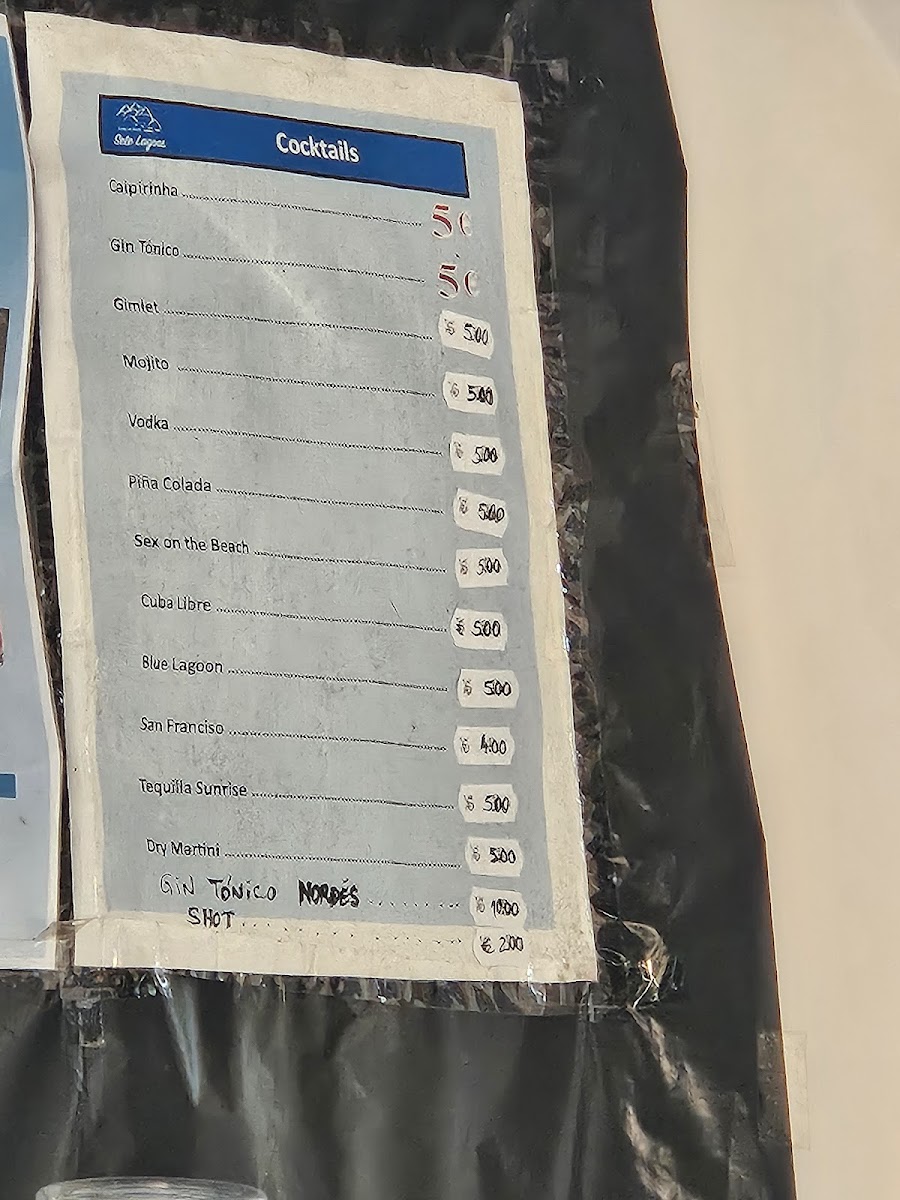 Sete Lagoas
Cocktails
Caipirinha ........ 5€
Gin Tónico ........ 5€
Gimlet ........ € 5.00
Mojito ........ € 5.00
Vodka ........ € 5.00
Piña Colada ........ € 5.00
Sex on the Beach ........ € 5.00
Cuba Libre ........ € 5.00
Blue Lagoon ........ € 5.00
San Franciso ........ € 4.00
Tequilla Sunrise ........ € 5.00
Dry Martini ........ € 5.00
GIN TÓNICO NORDÉS ........ € 10.00
SHOT ........ € 2.00